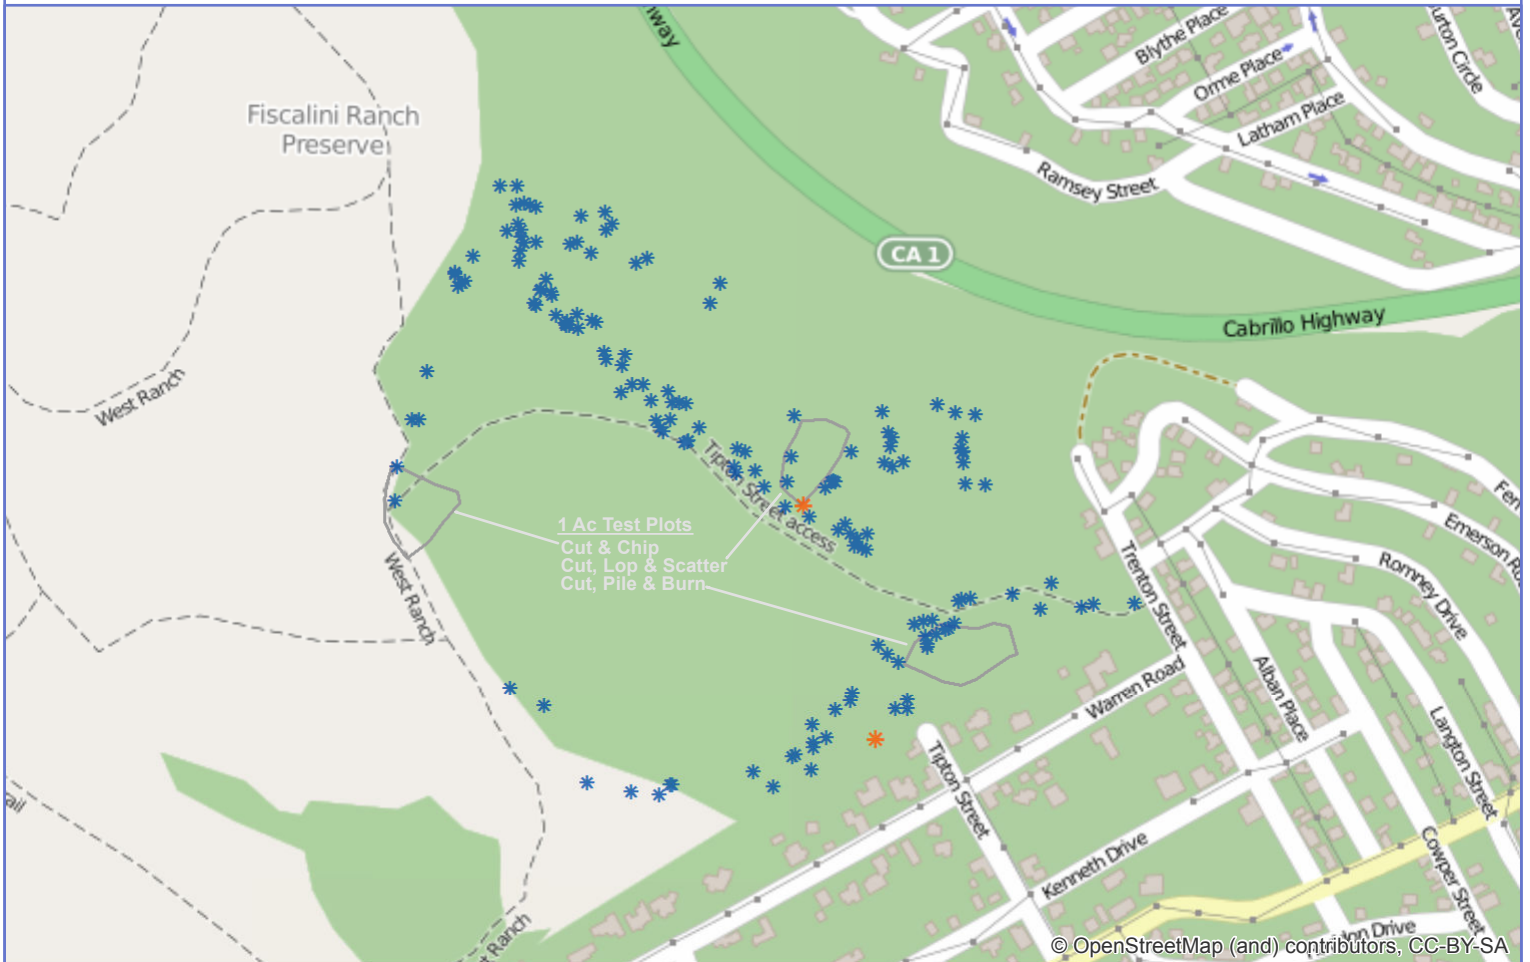 way
Blythe Place
Orme Place
Latham Place
Fiscalini Ranch
Preserve
Ramsey Street
CA 1
Cabrillo Highway
West Ranch
Tipton Street access
1 Ac Test Plots
Cut & Chip
Cut, Lop & Scatter
Cut, Pile & Burn
West Ranch
Trenton Street
Emerson
Romney Drive
Warren Road
Alban Place
Langton Street
Tipton Street
Kenneth Drive
Cowper Street
© OpenStreetMap (and) contributors, CC-BY-SA